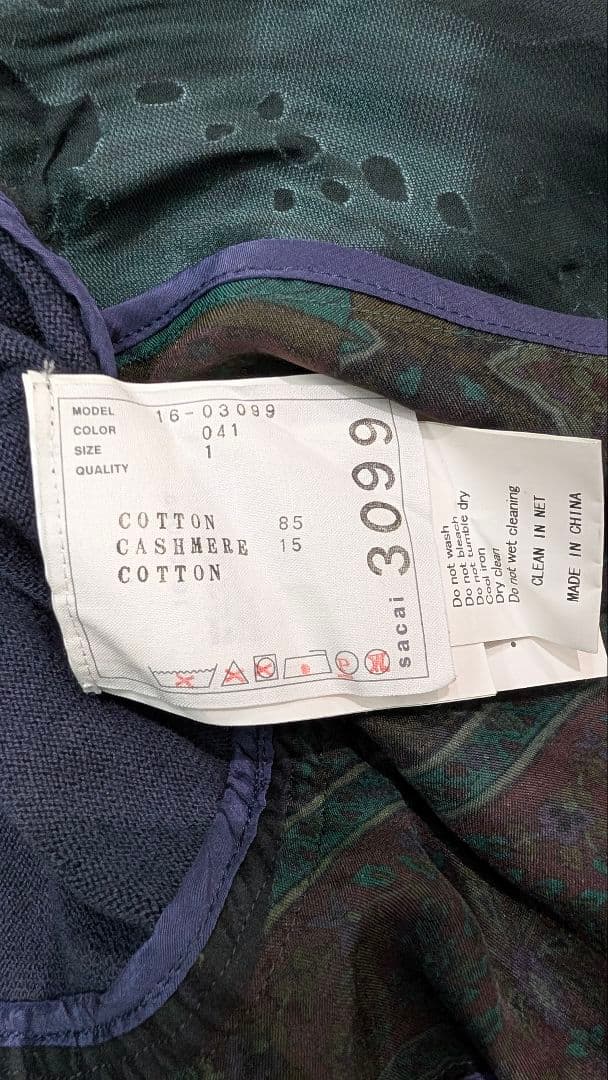 MODEL 16-03099
COLOR 041
SIZE 1
QUALITY
COTTON 85
CASHMERE 15
COTTON
sacai 3099
P
Do not wash
Do not bleach
Do not tumble dry
Cool iron
Dry clean
Do not wet cleaning
CLEAN IN NET
MADE IN CHINA